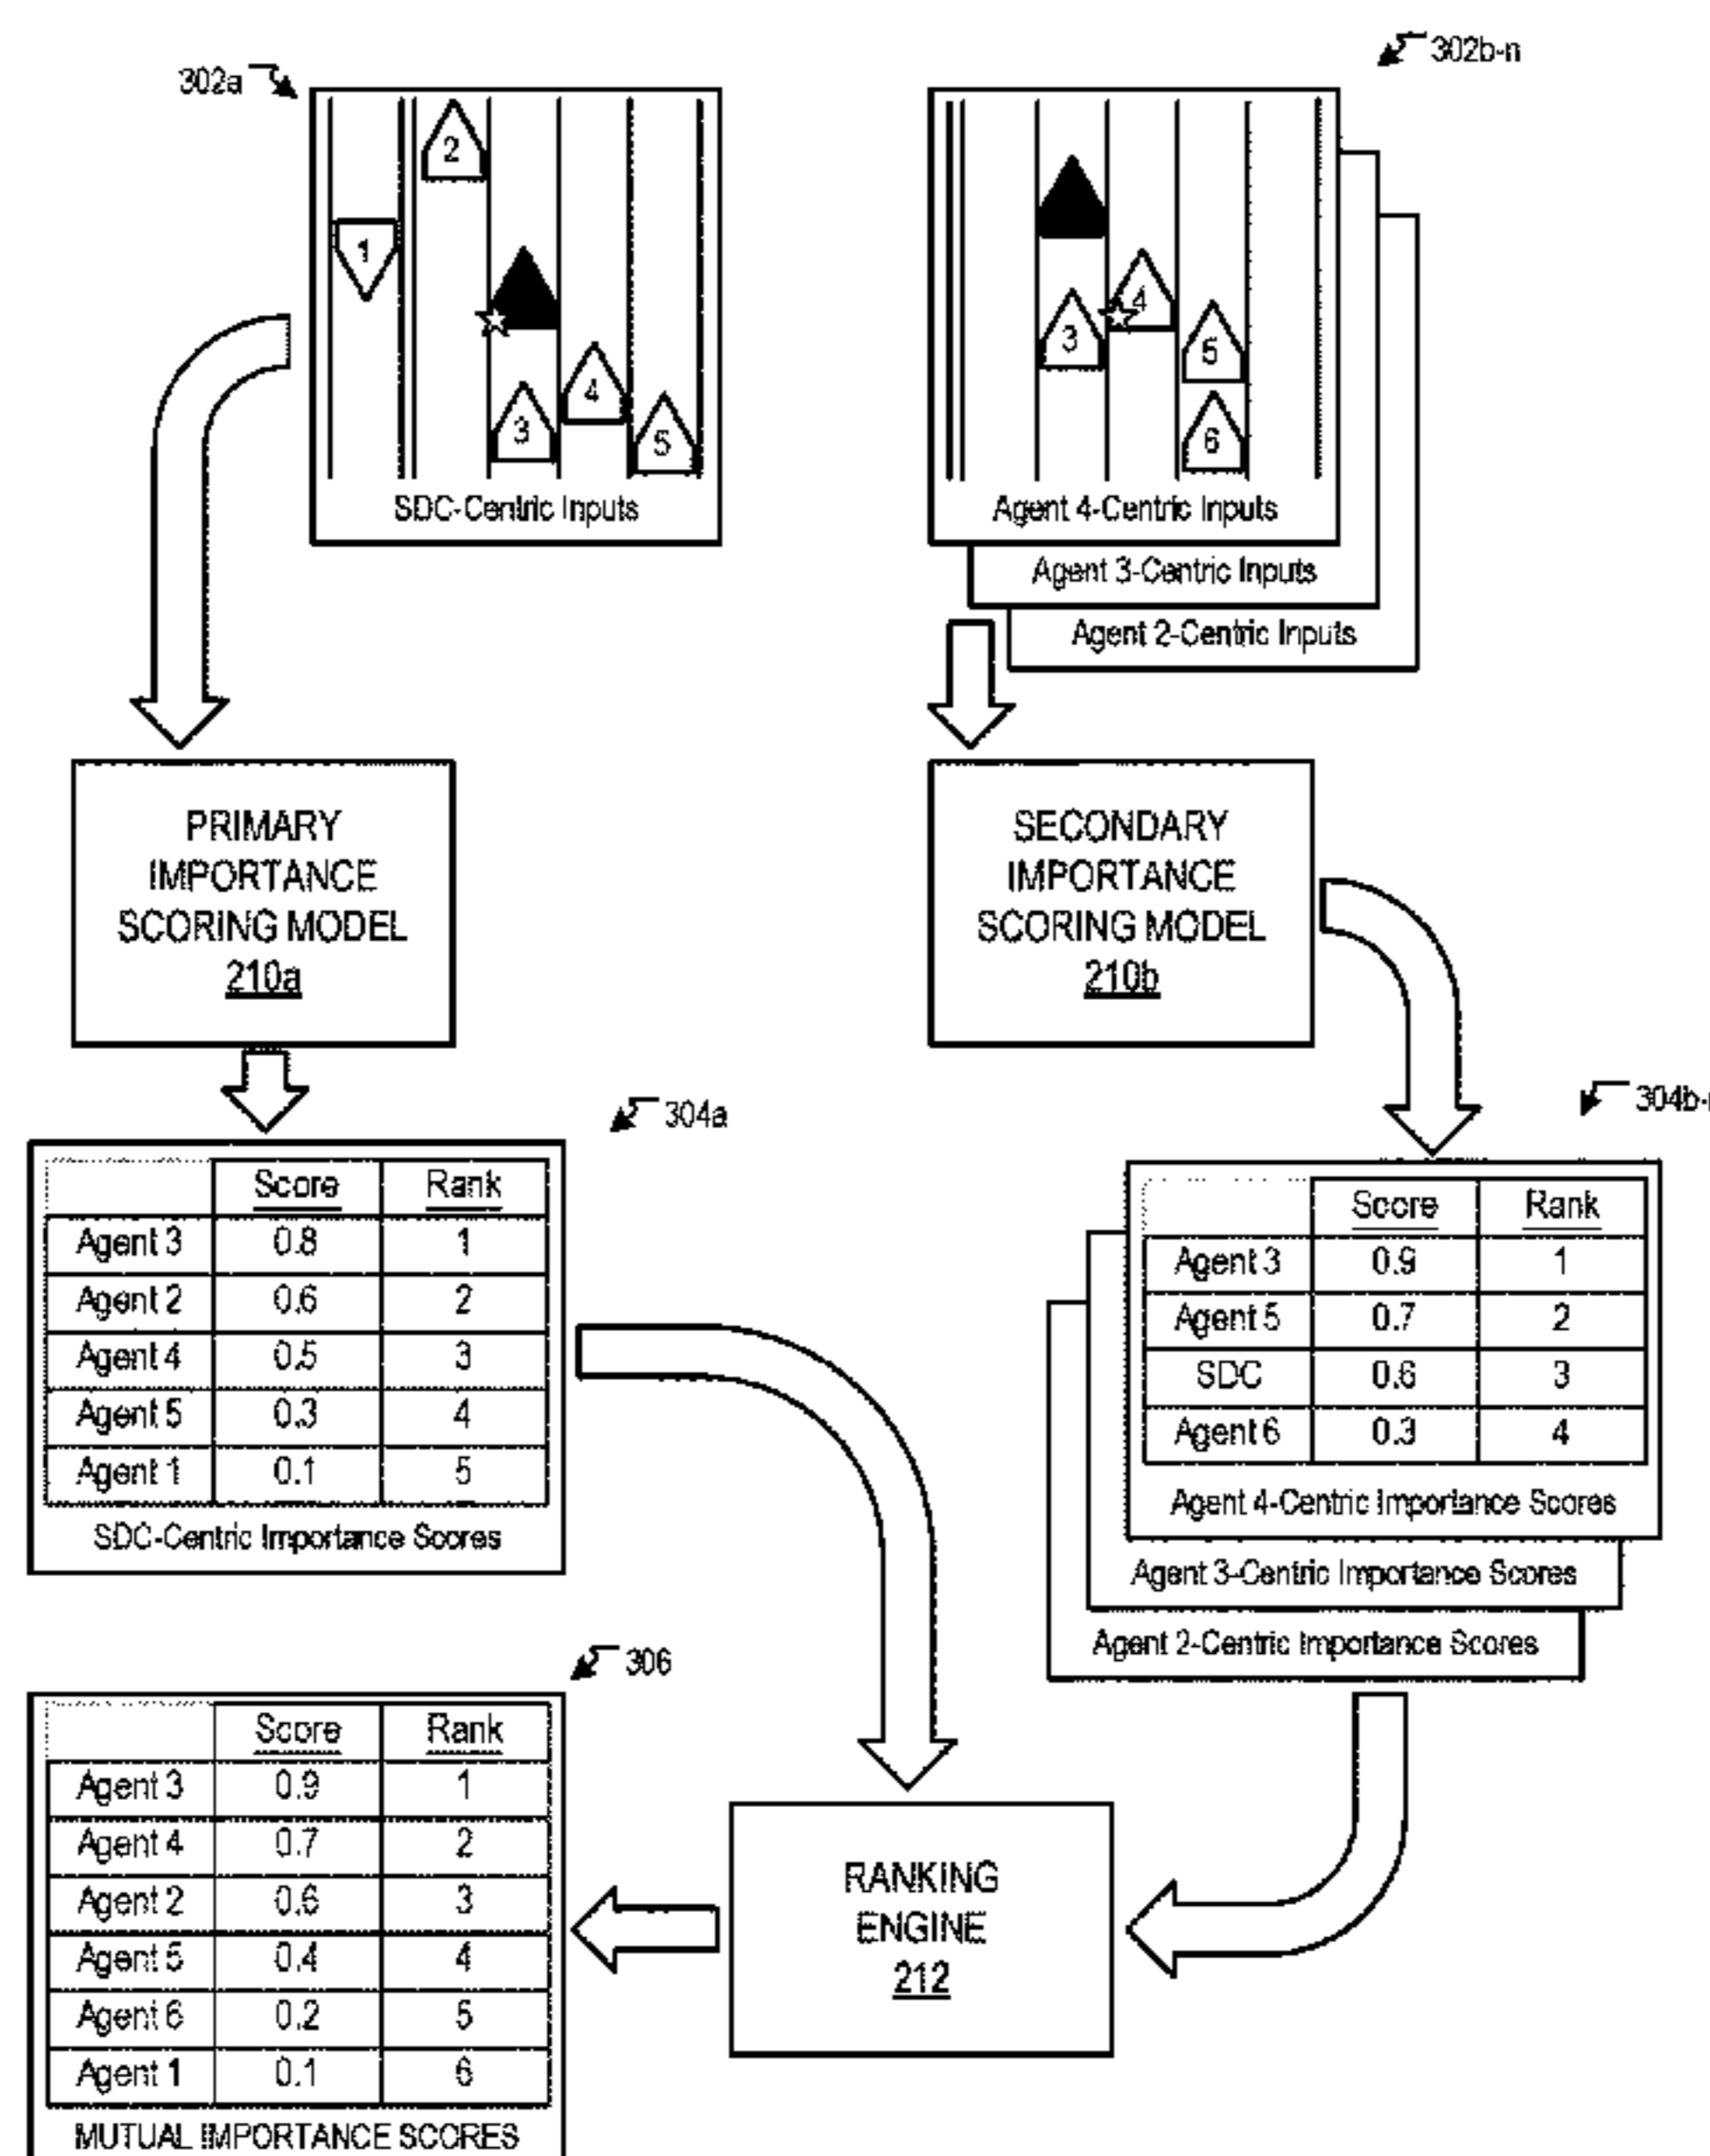 302a
302b-n
2
1
4
3
5
SDC-Centric Inputs
4
3
5
6
Agent 4-Centric Inputs
Agent 3-Centric Inputs
Agent 2-Centric Inputs
PRIMARY
IMPORTANCE
SCORING MODEL
210a
SECONDARY
IMPORTANCE
SCORING MODEL
210b
304a
Score Rank
Agent 3 0.8 1
Agent 2 0.6 2
Agent 4 0.5 3
Agent 5 0.3 4
Agent 1 0.1 5
SDC-Centric Importance Scores
304b-
Score Rank
Agent 3 0.9 1
Agent 5 0.7 2
SDC 0.6 3
Agent 6 0.3 4
Agent 4-Centric Importance Scores
Agent 3-Centric Importance Scores
Agent 2-Centric Importance Scores
306
Score Rank
Agent 3 0.9 1
Agent 4 0.7 2
Agent 2 0.6 3
Agent 5 0.4 4
Agent 6 0.2 5
Agent 1 0.1 6
MUTUAL IMPORTANCE SCORES
RANKING
ENGINE
212